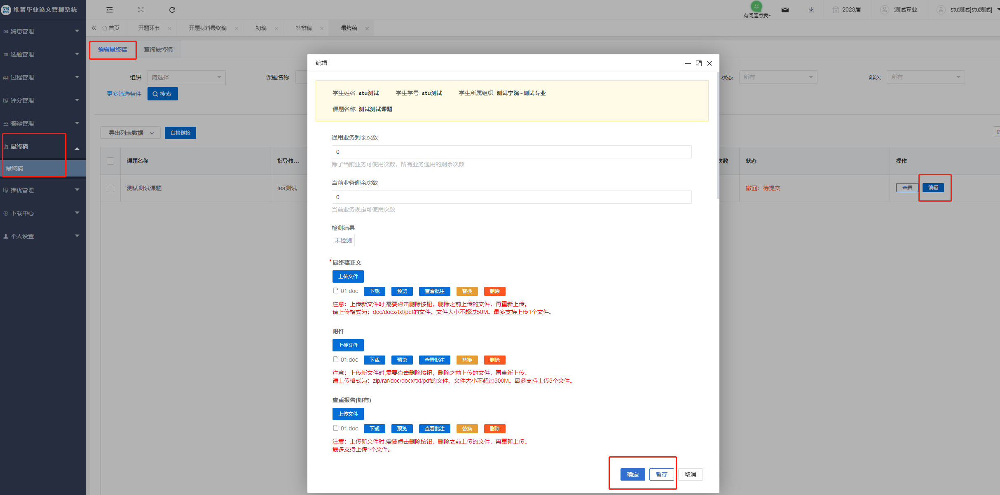 VG MS 维普毕业论文管理系统
有问题点我~
2023届
测试专业
stu测试[stu测试]
首页
开题环节
开题材料最终稿
初稿
答辩稿
最终稿
消息管理
选题管理
过程管理
评分管理
答辩管理
最终稿
最终稿
推优管理
下载中心
个人设置
编辑最终稿
查询最终稿
组织
请选择
课题名称
状态
所有
辩次
所有
更多筛选条件
搜索
导出列表数据
自检链接
课题名称
指导教...
次数
状态
操作
测试测试课题
tea测试
撤回：待提交
查看
编辑
编辑
学生姓名: stu测试 学生学号: stu测试 学生所属组织: 测试学院~测试专业
课题名称: 测试测试课题
通用业务剩余次数
0
除了当前业务可使用次数，所有业务通用的剩余次数
当前业务剩余次数
0
当前业务规定可使用次数
检测结果
未检测
*最终稿正文
上传文件
01.doc 下载 预览 查看批注 替换 删除
注意：上传新文件时,需要点击删除按钮，删除之前上传的文件，再重新上传。
请上传格式为：doc/docx/txt/pdf的文件。文件大小不超过50M。最多支持上传1个文件。
附件
上传文件
01.doc 下载 预览 查看批注 替换 删除
注意：上传新文件时,需要点击删除按钮，删除之前上传的文件，再重新上传。
请上传格式为：zip/rar/doc/docx/txt/pdf的文件。文件大小不超过500M。最多支持上传5个文件。
查重报告(如有)
上传文件
01.doc 下载 预览 查看批注 替换 删除
注意：上传新文件时,需要点击删除按钮，删除之前上传的文件，再重新上传。
最多支持上传1个文件。
确定 暂存 取消